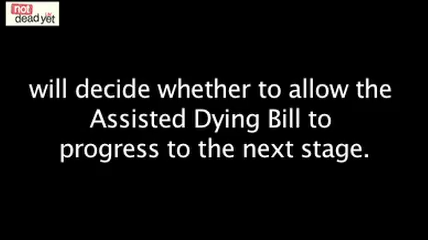 not
dead yet
will decide whether to allow the
Assisted Dying Bill to
progress to the next stage.